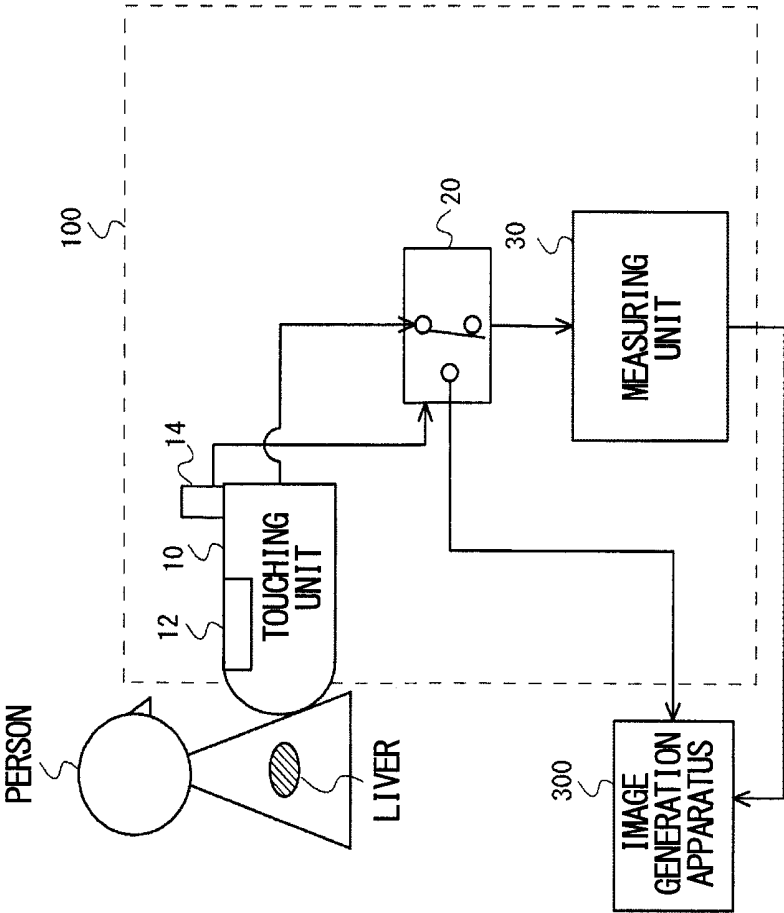 PERSON
100
12
10
14
TOUCHING
UNIT
LIVER
20
30
300
MEASURING
UNIT
IMAGE
GENERATION
APPARATUS